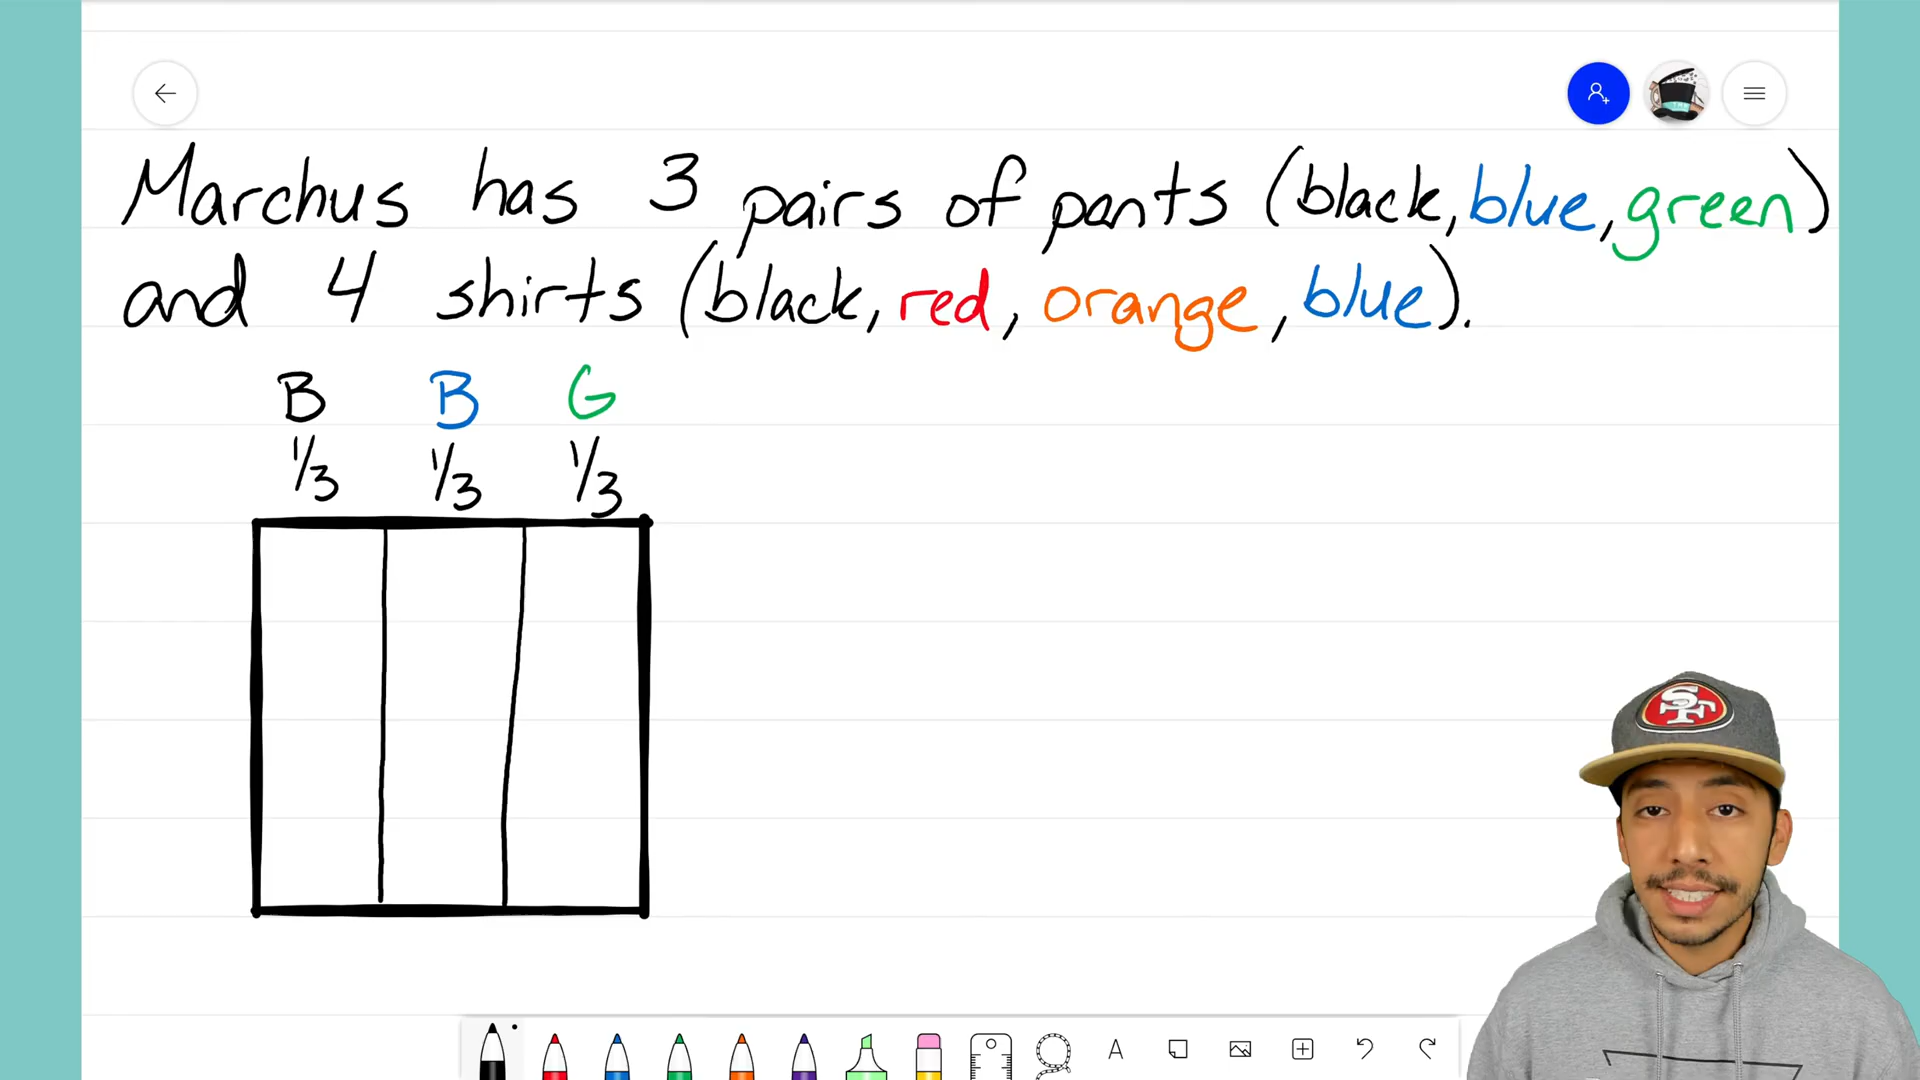 Marchus has 3 pairs of pants (black, blue, green)
and 4 shirts (black, red, orange, blue).
B B G
1/3 1/3 1/3
A
SF